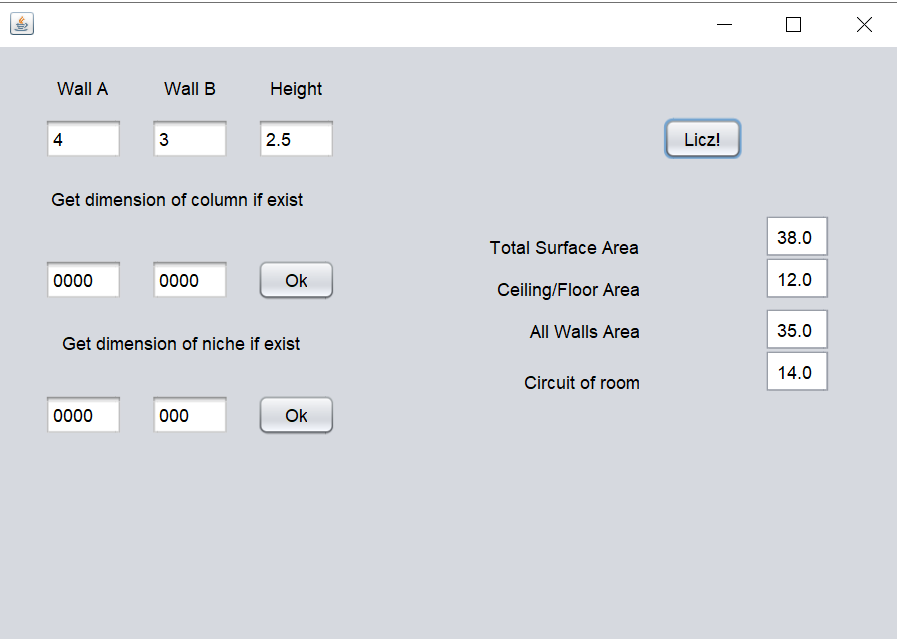 Wall A Wall B Height
4 3 2.5 Licz!
Get dimension of column if exist
Total Surface Area 38.0
0000 0000 Ok Ceiling/Floor Area 12.0
Get dimension of niche if exist All Walls Area 35.0
Circuit of room 14.0
0000 000 Ok